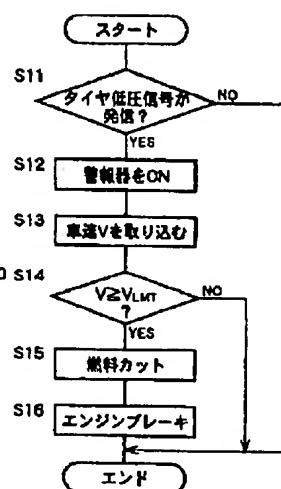 スタート
S11
タイヤ低圧信号が
発信?
NO
YES
S12
警報器をON
S13
車速Vを取り込む
0 S14
V≧VLMT
?
NO
YES
S15
燃料カット
S16
エンジンブレーキ
エンド